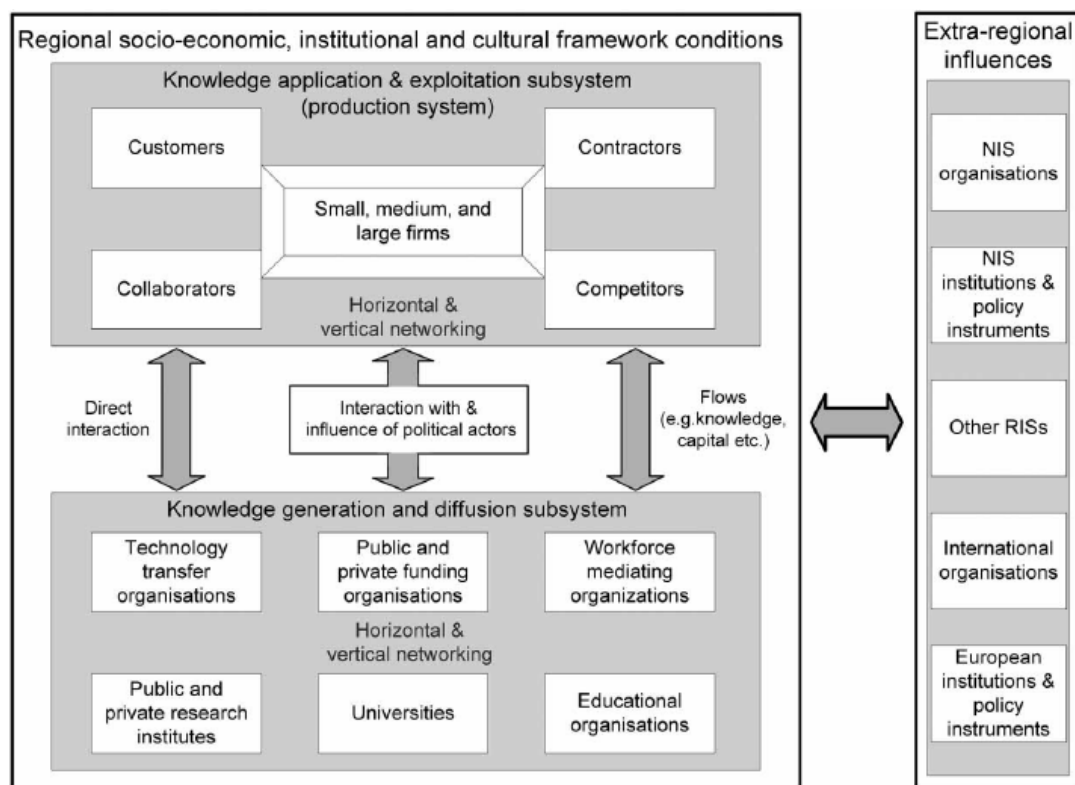 Regional socio-economic, institutional and cultural framework conditions
Knowledge application & exploitation subsystem
(production system)
Customers
Contractors
Small, medium, and
large firms
Collaborators
Competitors
Horizontal &
vertical networking
Direct
interaction
Interaction with &
influence of political actors
Flows
(e.g.knowledge,
capital etc.)
Knowledge generation and diffusion subsystem
Technology
transfer
organisations
Public and
private funding
organisations
Workforce
mediating
organizations
Horizontal &
vertical networking
Public and
private research
institutes
Universities
Educational
organisations
Extra-regional
influences
NIS
organisations
NIS
institutions &
policy
instruments
Other RISs
International
organisations
European
institutions &
policy
instruments